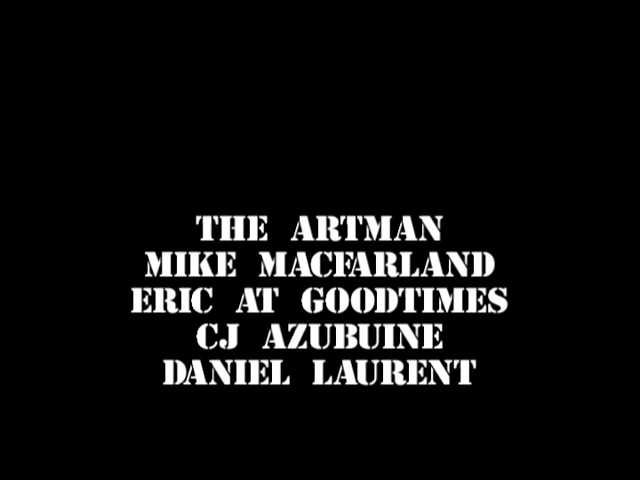 THE ARTMAN
MIKE MACFARLAND
ERIC AT GOODTIMES
CJ AZUBUINE
DANIEL LAURENT